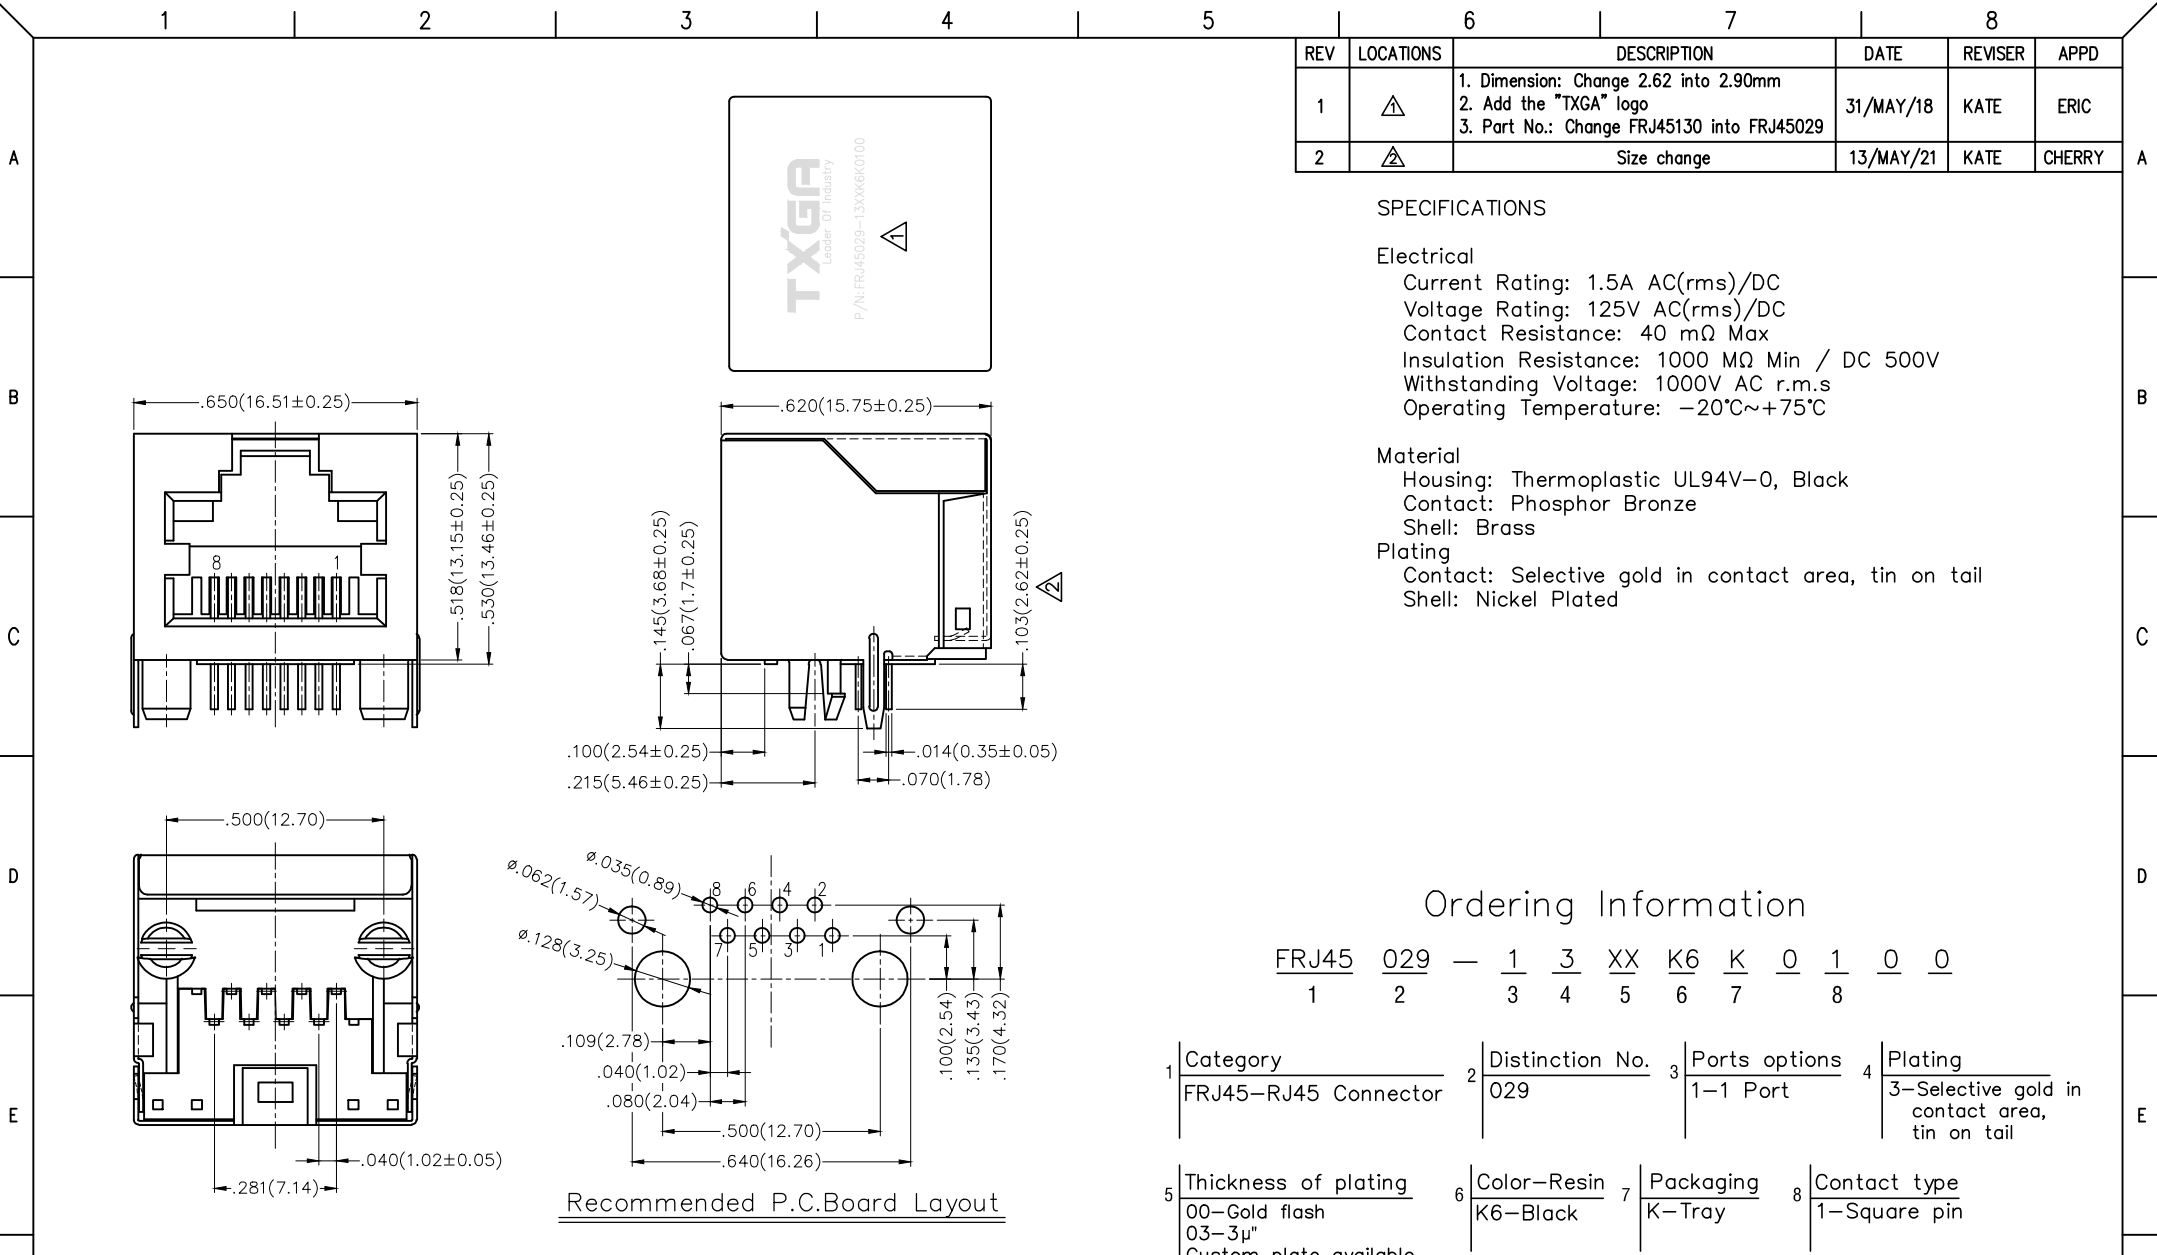 1 2 3 4 5 6 7 8
REV LOCATIONS DESCRIPTION DATE REVISER APPD
1 1 1. Dimension: Change 2.62 into 2.90mm
2. Add the "TXGA" logo
3. Part No.: Change FRJ45130 into FRJ45029
31/MAY/18 KATE ERIC
2 2 Size change 13/MAY/21 KATE CHERRY
A A
B B
C C
D D
E E
TXGA
Leader Of Industry
P/N:FRJ45029-13XXK6K0100
1
SPECIFICATIONS
Electrical
Current Rating: 1.5A AC(rms)/DC
Voltage Rating: 125V AC(rms)/DC
Contact Resistance: 40 mΩ Max
Insulation Resistance: 1000 MΩ Min / DC 500V
Withstanding Voltage: 1000V AC r.m.s
Operating Temperature: -20°C~+75°C
Material
Housing: Thermoplastic UL94V-0, Black
Contact: Phosphor Bronze
Shell: Brass
Plating
Contact: Selective gold in contact area, tin on tail
Shell: Nickel Plated
.650(16.51±0.25)
.518(13.15±0.25)
.530(13.46±0.25)
8 1
.620(15.75±0.25)
.145(3.68±0.25)
.067(1.7±0.25)
.103(2.62±0.25)
2
.100(2.54±0.25)
.014(0.35±0.05)
.215(5.46±0.25)
.070(1.78)
.500(12.70)
.040(1.02±0.05)
.281(7.14)
ø.035(0.89)
ø.062(1.57)
ø.128(3.25)
8 6 4 2
7 5 3 1
.109(2.78)
.040(1.02)
.080(2.04)
.500(12.70)
.640(16.26)
.100(2.54)
.135(3.43)
.170(4.32)
Recommended P.C.Board Layout
Ordering Information
FRJ45 029 — 1 3 XX K6 K 0 1 0 0
1 2 3 4 5 6 7 8
1 Category
FRJ45-RJ45 Connector
2 Distinction No.
029
3 Ports options
1-1 Port
4 Plating
3-Selective gold in
contact area,
tin on tail
5 Thickness of plating
00-Gold flash
03-3µ"
Custom plate available
6 Color-Resin
K6-Black
7 Packaging
K-Tray
8 Contact type
1-Square pin